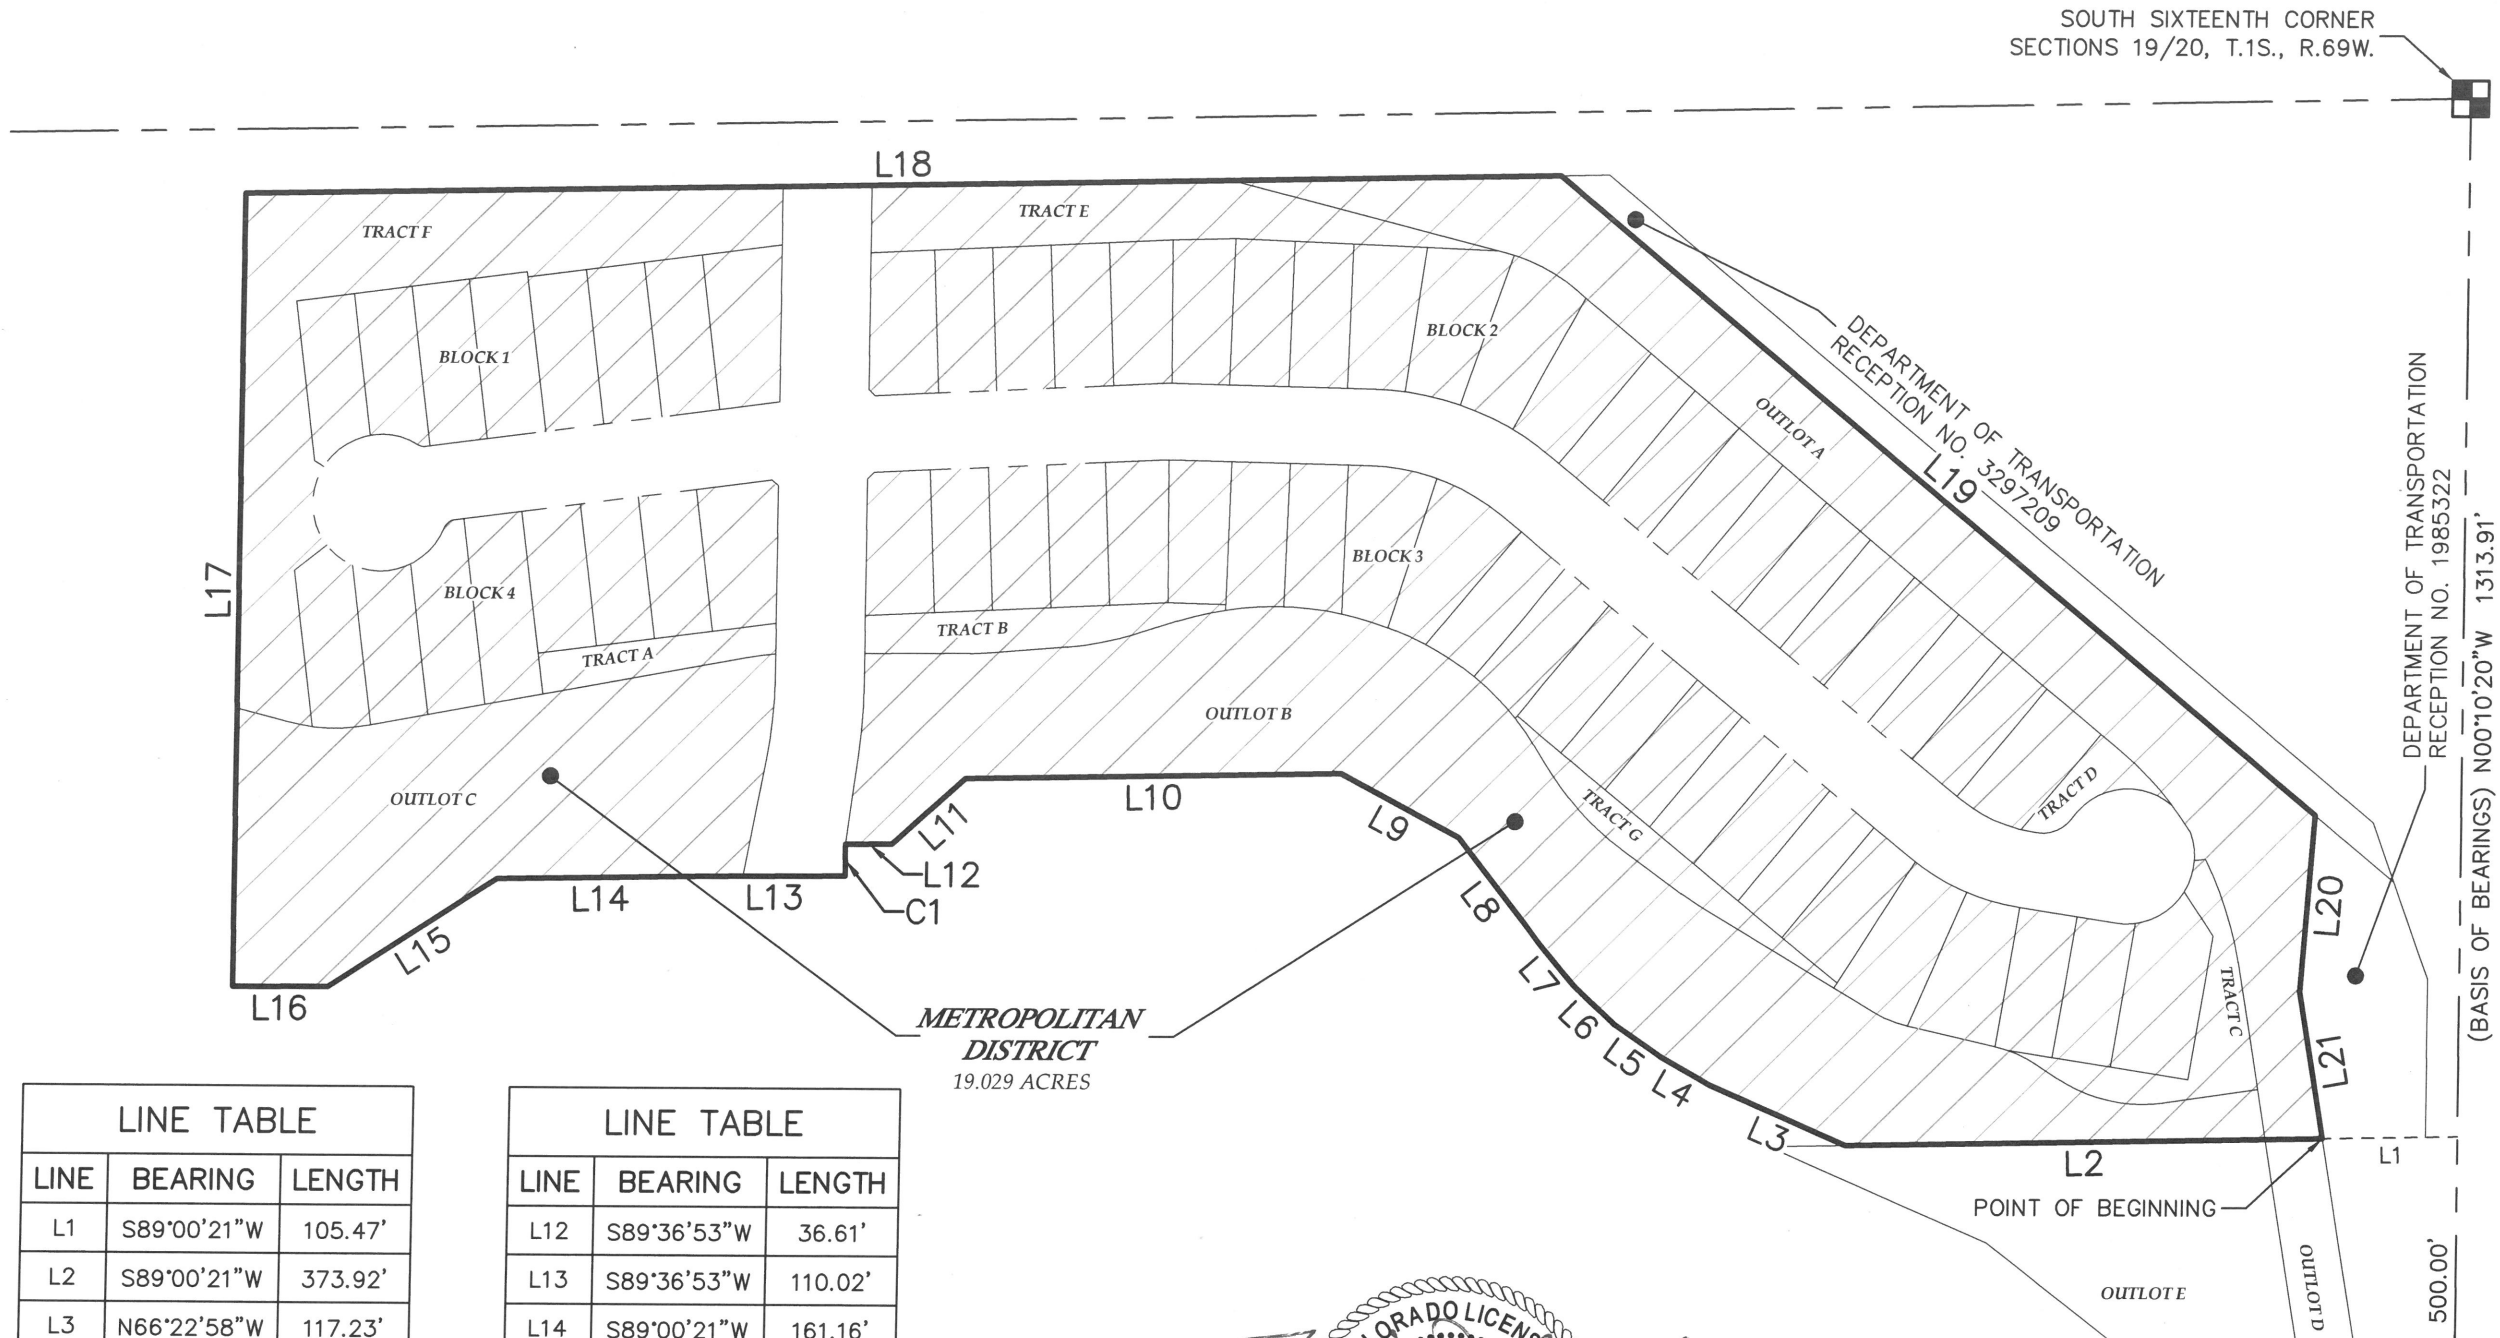 SOUTH SIXTEENTH CORNER
SECTIONS 19/20, T.1S., R.69W.
L18
TRACT F
TRACT E
BLOCK 1
BLOCK 2
OUTLOT A
DEPARTMENT OF TRANSPORTATION
RECEPTION NO. 3297209
L19
DEPARTMENT OF TRANSPORTATION
RECEPTION NO. 1985322
(BASIS OF BEARINGS) N00°10'20"W 1313.91'
L17
BLOCK 4
BLOCK 3
TRACT A
TRACT B
OUTLOT B
OUTLOT C
TRACT D
TRACT G
L10
L11
L9
L12
C1
L13
L14
L15
L16
L8
L7
L6
L5
L4
L3
L20
TRACT C
L21
METROPOLITAN
DISTRICT
19.029 ACRES
L2
L1
POINT OF BEGINNING
OUTLOT D
OUTLOT E
500.00'
LINE TABLE
LINE BEARING LENGTH
L1 S89°00'21"W 105.47'
L2 S89°00'21"W 373.92'
L3 N66°22'58"W 117.23'
LINE TABLE
LINE BEARING LENGTH
L12 S89°36'53"W 36.61'
L13 S89°36'53"W 110.02'
L14 S89°00'21"W 161.16'
ORADO LICENS